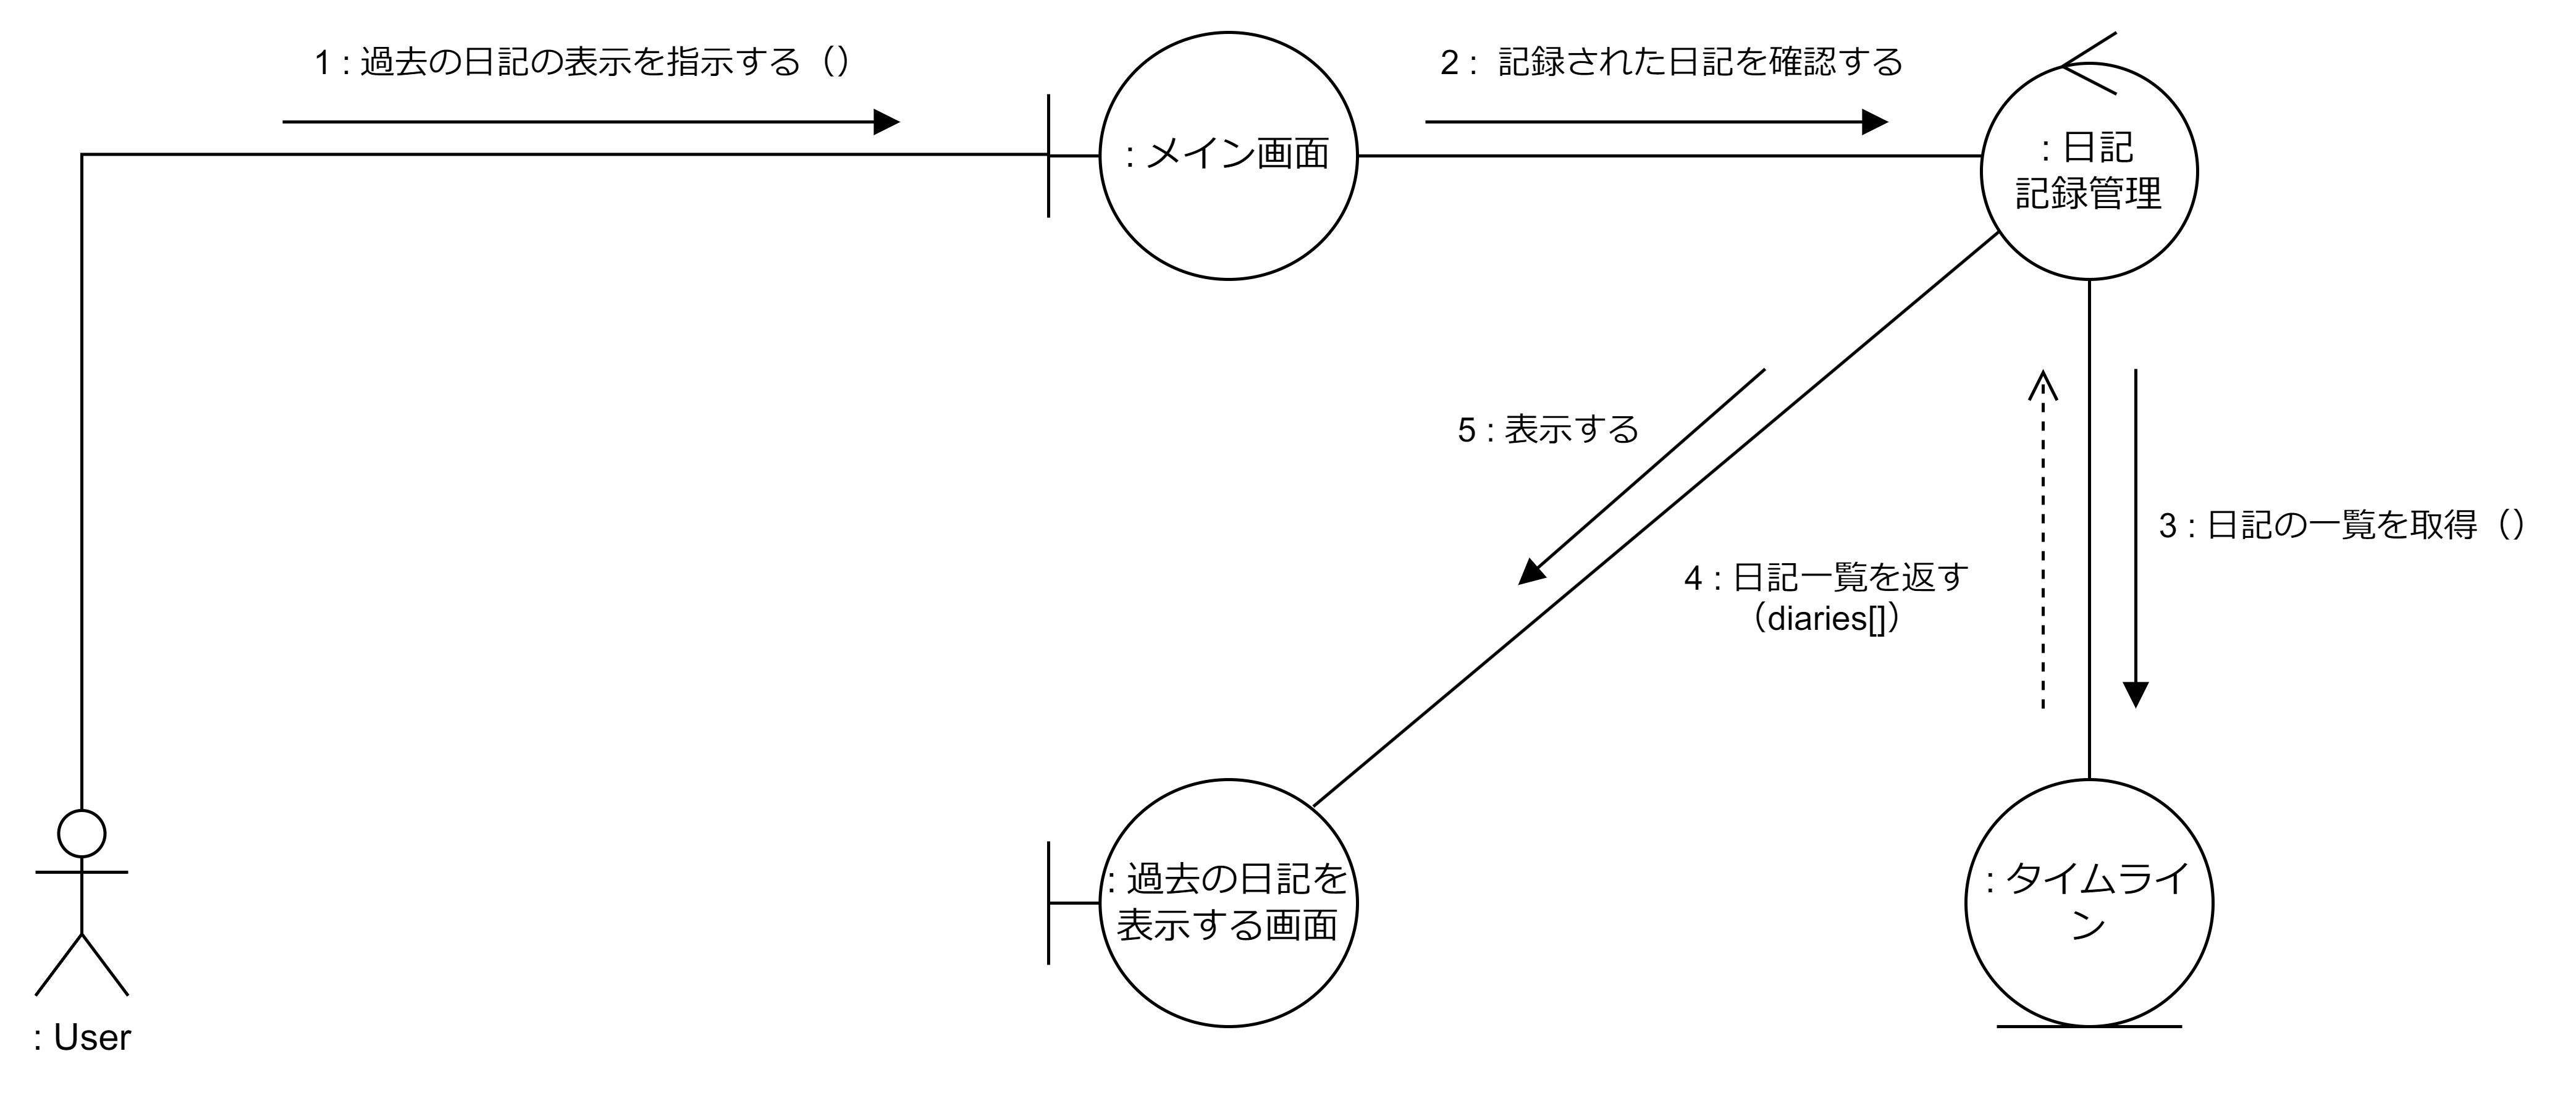 1 : 過去の日記の表示を指示する（）
2 :  記録された日記を確認する
: メイン画面
: 日記
記録管理
5 : 表示する
3 : 日記の一覧を取得（）
4 : 日記一覧を返す
（diaries[]）
: 過去の日記を
表示する画面
: タイムライ
ン
: User